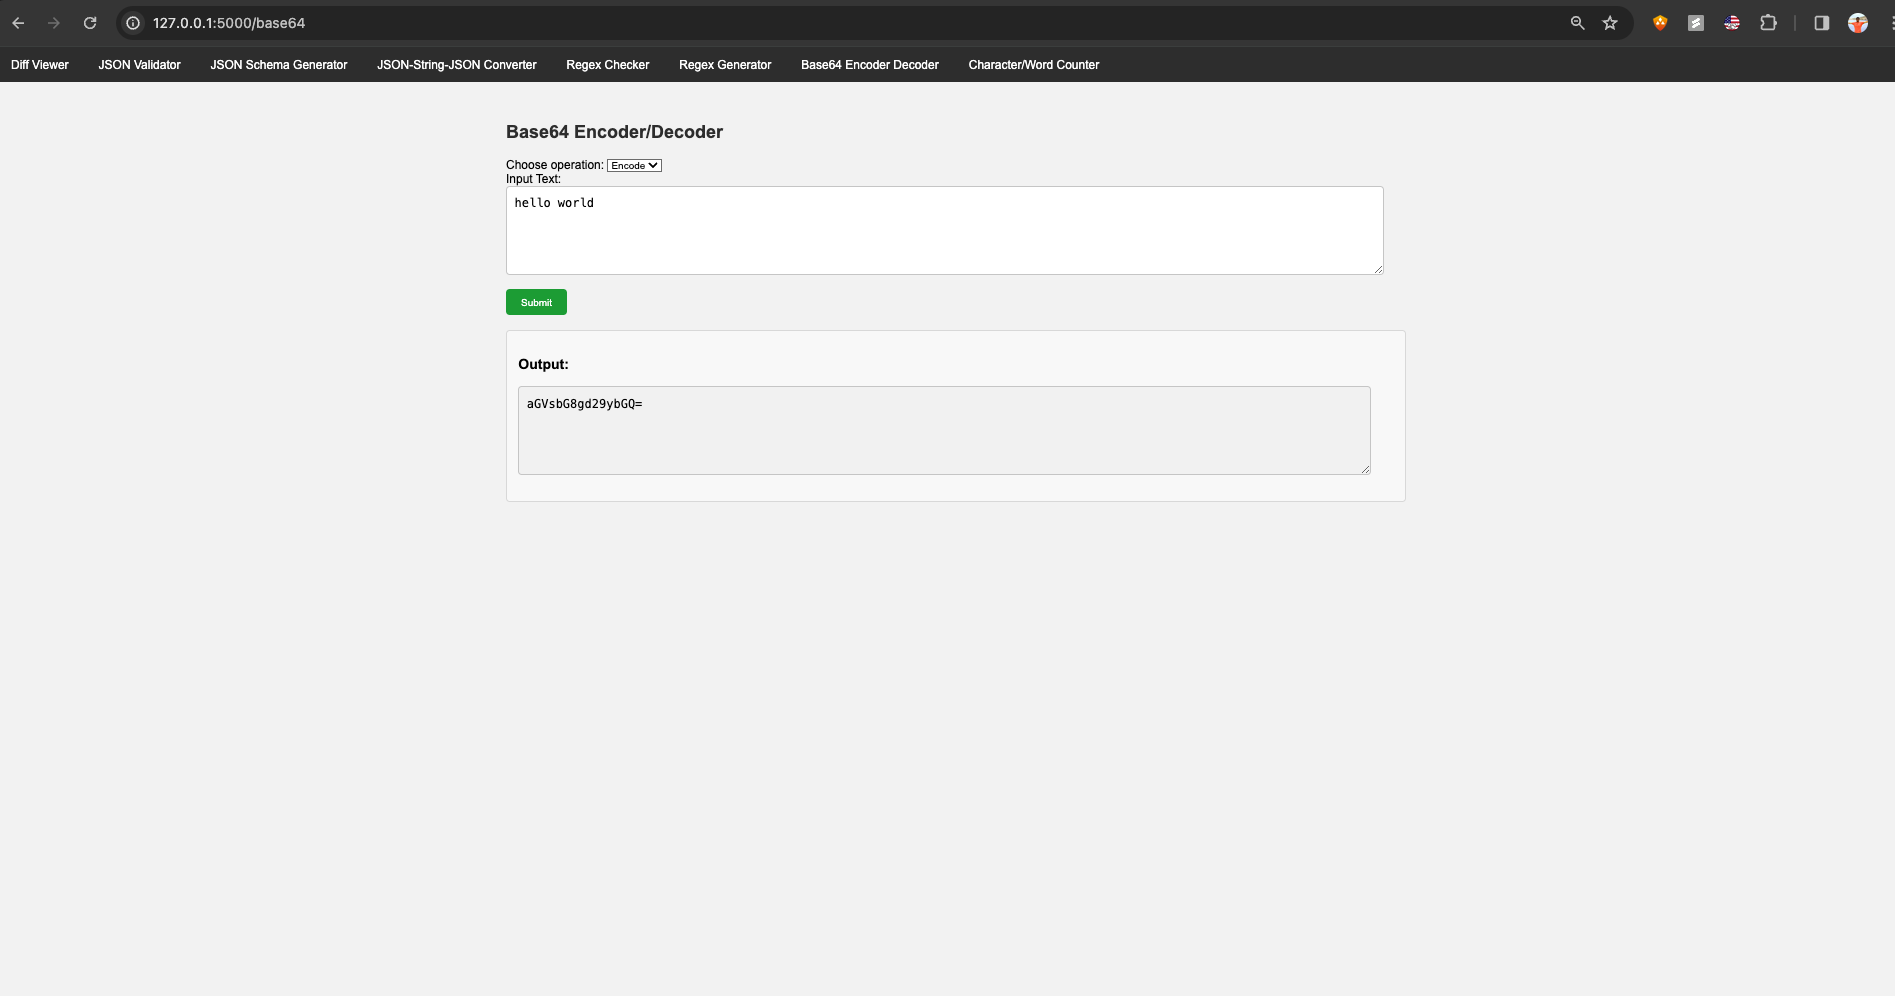 127.0.0.1:5000/base64
Diff Viewer JSON Validator JSON Schema Generator JSON-String-JSON Converter Regex Checker Regex Generator Base64 Encoder Decoder Character/Word Counter
Base64 Encoder/Decoder
Choose operation: Encode
Input Text:
hello world
Submit
Output:
aGVsbG8gd29ybGQ=